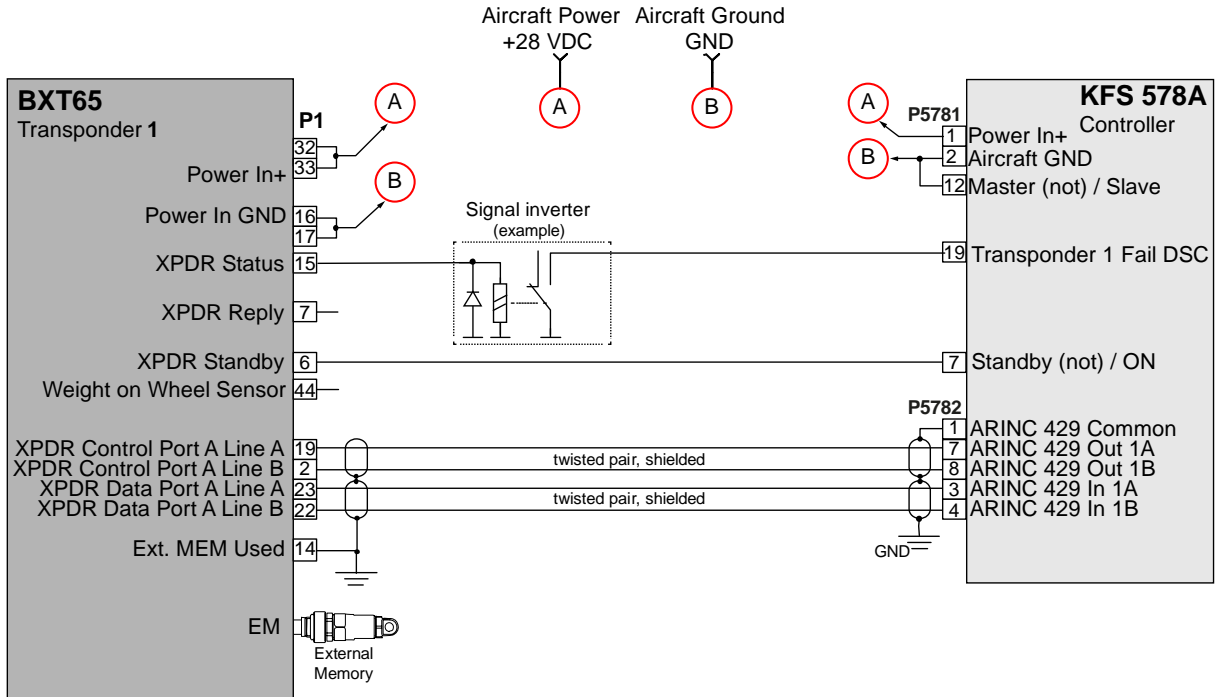 Aircraft Power Aircraft Ground
+28 VDC GND
A B
BXT65
Transponder 1
P1
A
32
33
Power In+
B
Power In GND 16
17
XPDR Status 15
XPDR Reply 7
XPDR Standby 6
Weight on Wheel Sensor 44
XPDR Control Port A Line A 19
XPDR Control Port A Line B 2
XPDR Data Port A Line A 23
XPDR Data Port A Line B 22
Ext. MEM Used 14
EM
External
Memory
Signal inverter
(example)
twisted pair, shielded
twisted pair, shielded
KFS 578A
Controller
A
P5781
1 Power In+
B
2 Aircraft GND
12 Master (not) / Slave
19 Transponder 1 Fail DSC
7 Standby (not) / ON
P5782
1 ARINC 429 Common
7 ARINC 429 Out 1A
8 ARINC 429 Out 1B
3 ARINC 429 In 1A
4 ARINC 429 In 1B
GND